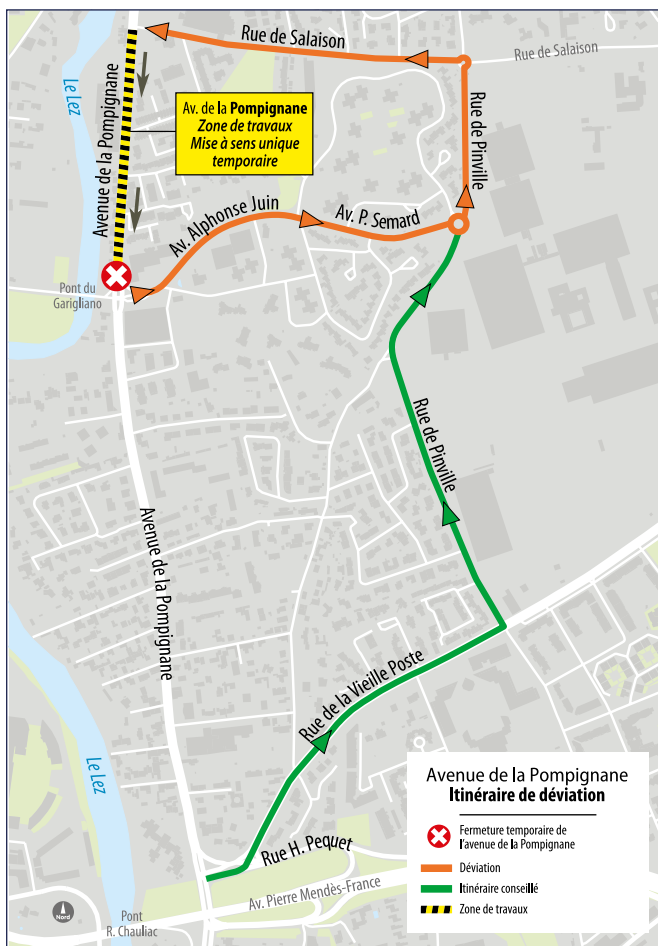 Rue de Salaison
Rue de Salaison
Le Lez
Avenue de la Pompignane
Av. de la Pompignane
Zone de travaux
Mise à sens unique
temporaire
Rue de Pinville
Av. Alphonse Juin
Av. P. Semard
Pont du
Garigliano
Rue de Pinville
Avenue de la Pompignane
Rue de la Vieille Poste
Le Lez
Rue H. Pequet
Av. Pierre Mendès-France
Nord
Pont
R. Chauliac
Avenue de la Pompignane
Itinéraire de déviation
Fermeture temporaire de
l'avenue de la Pompignane
Déviation
Itinéraire conseillé
Zone de travaux